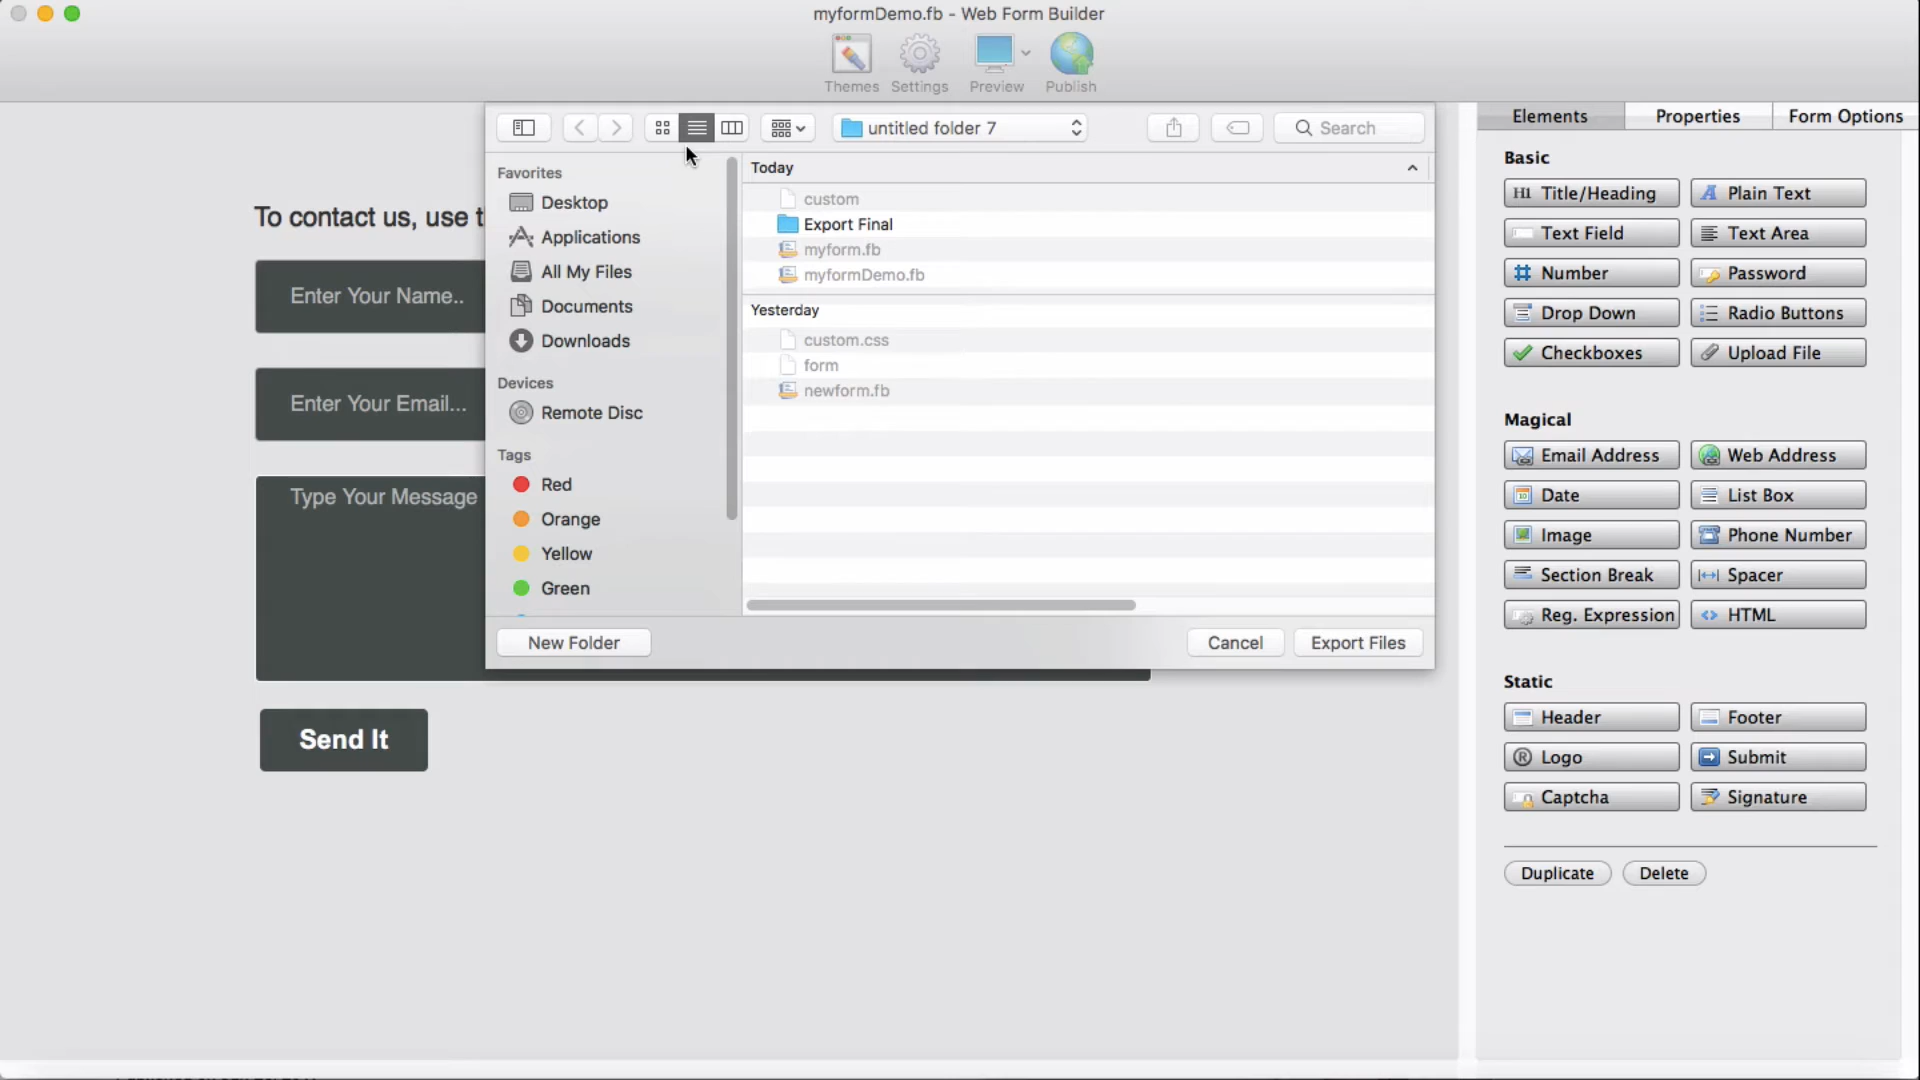 myformDemo.fb - Web Form Builder
Themes
Settings
Preview
Publish
untitled folder 7
Search
Elements
Properties
Form Options
To contact us, use t
Enter Your Name..
Enter Your Email...
Type Your Message
Send It
Favorites
Desktop
Applications
All My Files
Documents
Downloads
Devices
Remote Disc
Tags
Red
Orange
Yellow
Green
Today
custom
Export Final
myform.fb
myformDemo.fb
Yesterday
custom.css
form
newform.fb
New Folder
Cancel
Export Files
Basic
H1 Title/Heading
A Plain Text
Text Field
Text Area
Number
Password
Drop Down
Radio Buttons
Checkboxes
Upload File
Magical
Email Address
Web Address
Date
List Box
Image
Phone Number
Section Break
Spacer
Reg. Expression
HTML
Static
Header
Footer
® Logo
Submit
Captcha
Signature
Duplicate
Delete